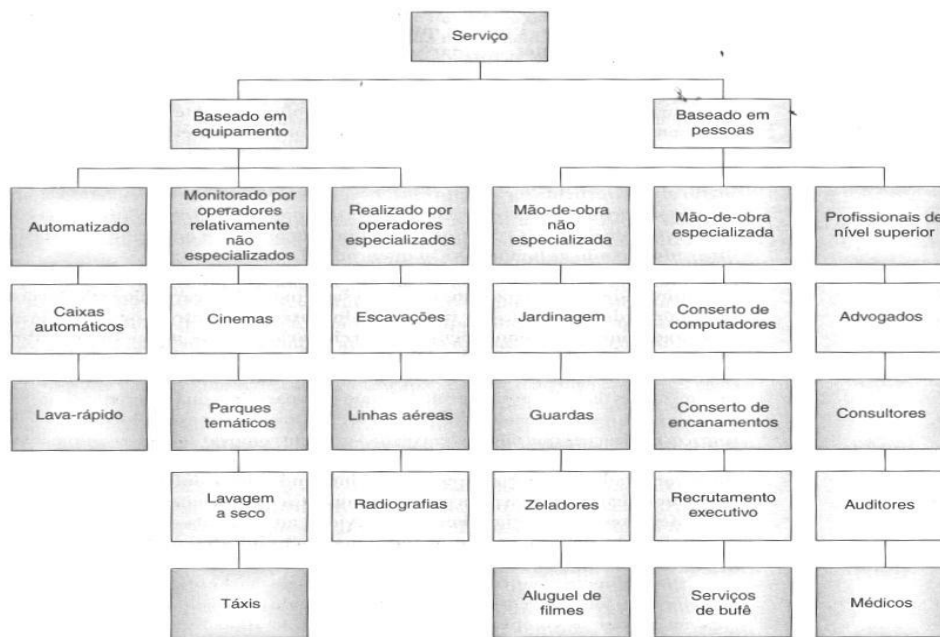 Serviço
Baseado em
equipamento
Baseado em
pessoas
Automatizado
Monitorado por
operadores
relativamente
não
especializados
Realizado por
operadores
especializados
Mão-de-obra
não
especializada
Mão-de-obra
especializada
Profissionais de
nível superior
Caixas
automáticos
Cinemas
Escavações
Jardinagem
Conserto de
computadores
Advogados
Lava-rápido
Parques
temáticos
Linhas aéreas
Guardas
Conserto de
encanamentos
Consultores
Lavagem
a seco
Radiografias
Zeladores
Recrutamento
executivo
Auditores
Táxis
Aluguel de
filmes
Serviços
de bufê
Médicos